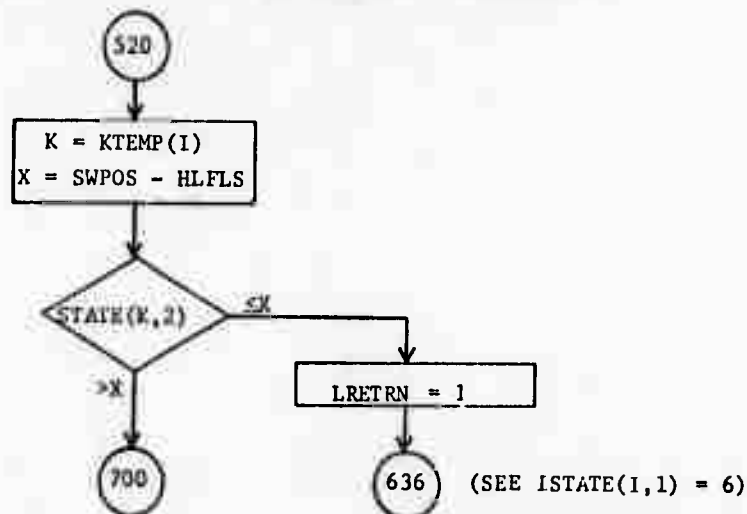 520
K = KTEMP(I)
X = SWPOS - HLFLS
STATE(K,2)
≤X
>X
LRETRN = 1
700
636
(SEE ISTATE(I,1) = 6)